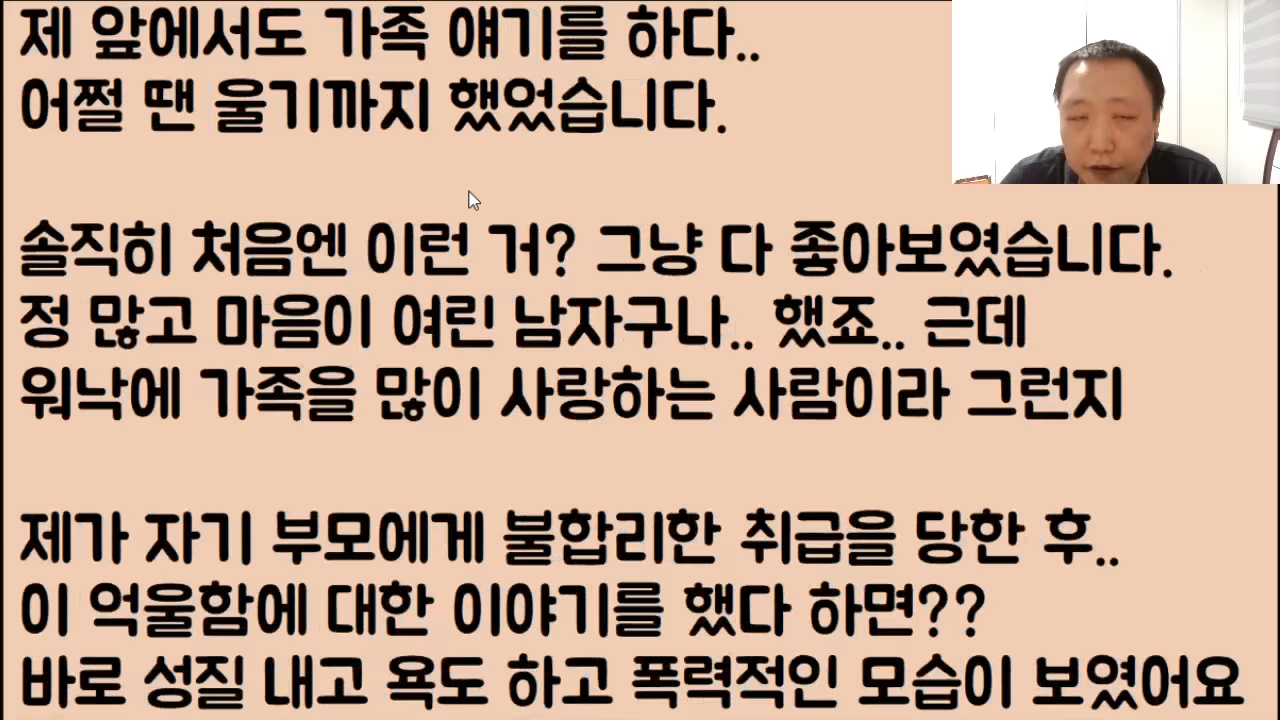 제 앞에서도 가족 얘기를 하다..
어쩔 땐 울기까지 했었습니다.
솔직히 처음엔 이런 거? 그냥 다 좋아보였습니다.
정 많고 마음이 여린 남자구나.. 했죠.. 근데
워낙에 가족을 많이 사랑하는 사람이라 그런지
제가 자기 부모에게 불합리한 취급을 당한 후..
이 억울함에 대한 이야기를 했다 하면??
바로 성질 내고 욕도 하고 폭력적인 모습이 보였어요